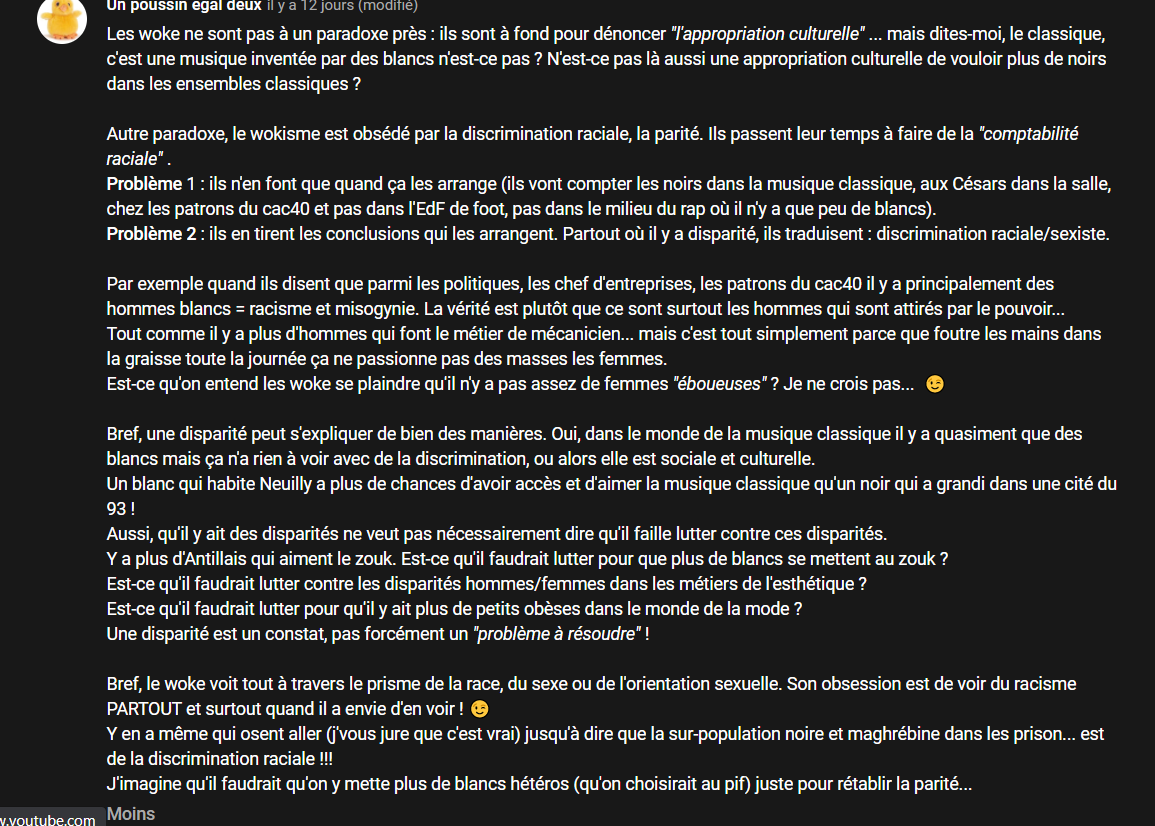 Un poussin égal deux il y a 12 jours (modifié)
Les woke ne sont pas à un paradoxe près : ils sont à fond pour dénoncer "l'appropriation culturelle" ... mais dites-moi, le classique,
c'est une musique inventée par des blancs n'est-ce pas ? N'est-ce pas là aussi une appropriation culturelle de vouloir plus de noirs
dans les ensembles classiques ?
Autre paradoxe, le wokisme est obsédé par la discrimination raciale, la parité. Ils passent leur temps à faire de la "comptabilité
raciale" .
Problème 1 : ils n'en font que quand ça les arrange (ils vont compter les noirs dans la musique classique, aux Césars dans la salle,
chez les patrons du cac40 et pas dans l'EdF de foot, pas dans le milieu du rap où il n'y a que peu de blancs).
Problème 2 : ils en tirent les conclusions qui les arrangent. Partout où il y a disparité, ils traduisent : discrimination raciale/sexiste.
Par exemple quand ils disent que parmi les politiques, les chef d'entreprises, les patrons du cac40 il y a principalement des
hommes blancs = racisme et misogynie. La vérité est plutôt que ce sont surtout les hommes qui sont attirés par le pouvoir...
Tout comme il y a plus d'hommes qui font le métier de mécanicien... mais c'est tout simplement parce que foutre les mains dans
la graisse toute la journée ça ne passionne pas des masses les femmes.
Est-ce qu'on entend les woke se plaindre qu'il n'y a pas assez de femmes "éboueuses" ? Je ne crois pas... 😉
Bref, une disparité peut s'expliquer de bien des manières. Oui, dans le monde de la musique classique il y a quasiment que des
blancs mais ça n'a rien à voir avec de la discrimination, ou alors elle est sociale et culturelle.
Un blanc qui habite Neuilly a plus de chances d'avoir accès et d'aimer la musique classique qu'un noir qui a grandi dans une cité du
93 !
Aussi, qu'il y ait des disparités ne veut pas nécessairement dire qu'il faille lutter contre ces disparités.
Y a plus d'Antillais qui aiment le zouk. Est-ce qu'il faudrait lutter pour que plus de blancs se mettent au zouk ?
Est-ce qu'il faudrait lutter contre les disparités hommes/femmes dans les métiers de l'esthétique ?
Est-ce qu'il faudrait lutter pour qu'il y ait plus de petits obèses dans le monde de la mode ?
Une disparité est un constat, pas forcément un "problème à résoudre" !
Bref, le woke voit tout à travers le prisme de la race, du sexe ou de l'orientation sexuelle. Son obsession est de voir du racisme
PARTOUT et surtout quand il a envie d'en voir ! 😉
Y en a même qui osent aller (j'vous jure que c'est vrai) jusqu'à dire que la sur-population noire et maghrébine dans les prison... est
de la discrimination raciale !!!
J'imagine qu'il faudrait qu'on y mette plus de blancs hétéros (qu'on choisirait au pif) juste pour rétablir la parité...
Moins
w.youtube.com